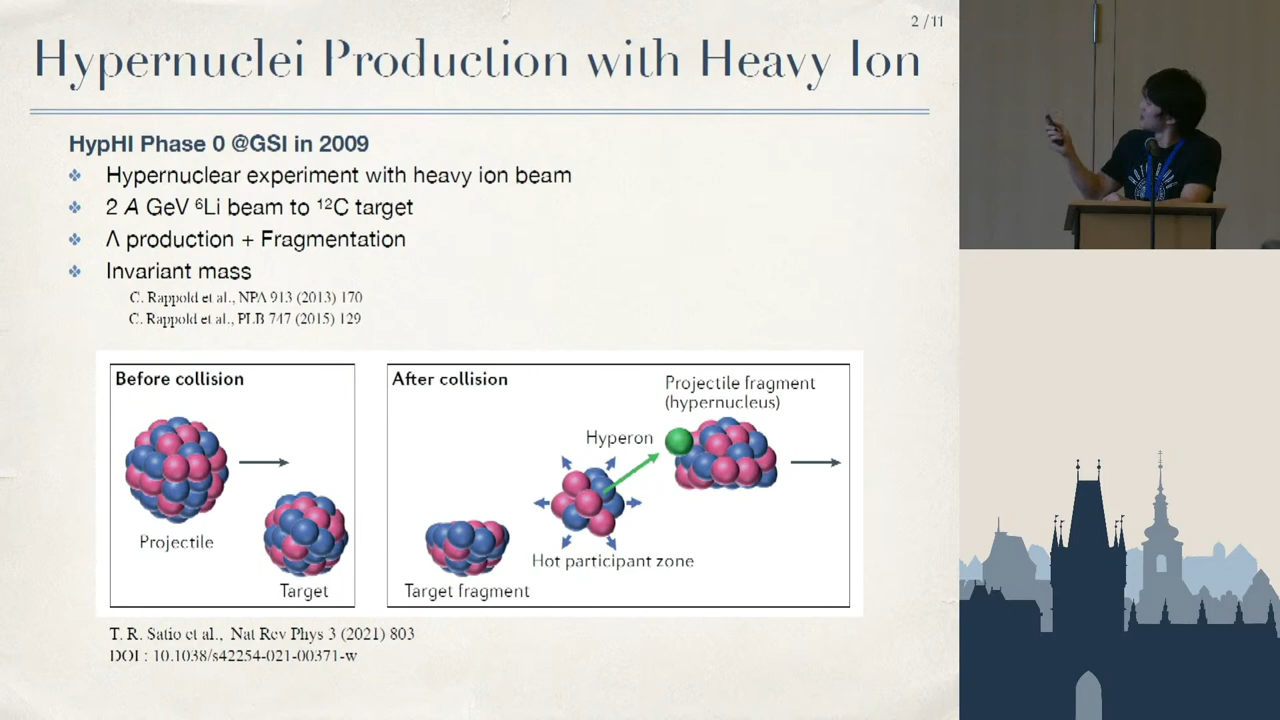 2 / 11
Hypernuclei Production with Heavy Ion
HypHI Phase 0 @GSI in 2009
Hypernuclear experiment with heavy ion beam
2 A GeV ⁶Li beam to ¹²C target
Λ production + Fragmentation
Invariant mass
C. Rappold et al., NPA 913 (2013) 170
C. Rappold et al., PLB 747 (2015) 129
Before collision
Projectile
Target
After collision
Projectile fragment
(hypernucleus)
Hyperon
Hot participant zone
Target fragment
T. R. Satio et al., Nat Rev Phys 3 (2021) 803
DOI : 10.1038/s42254-021-00371-w